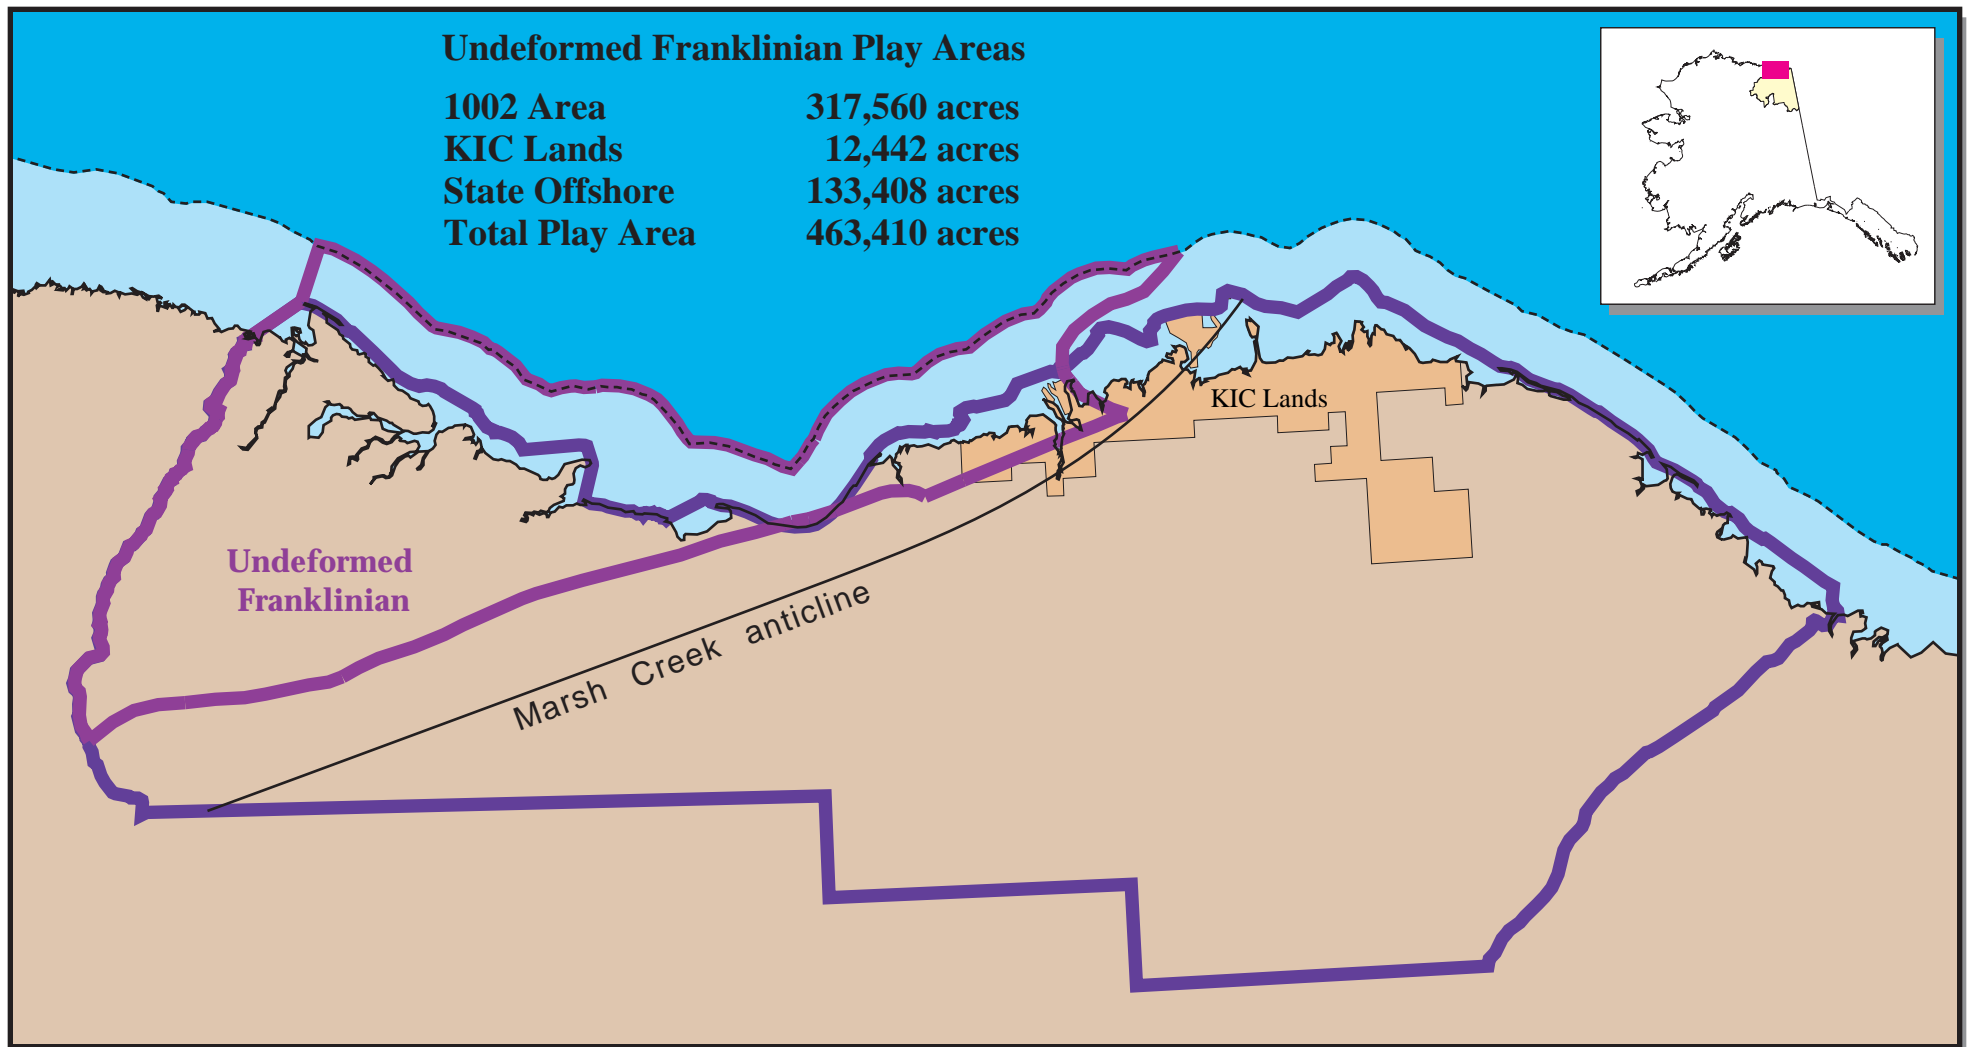 Undeformed Franklinian Play Areas
1002 Area 317,560 acres
KIC Lands 12,442 acres
State Offshore 133,408 acres
Total Play Area 463,410 acres
KIC Lands
Undeformed
Franklinian
Marsh Creek anticline